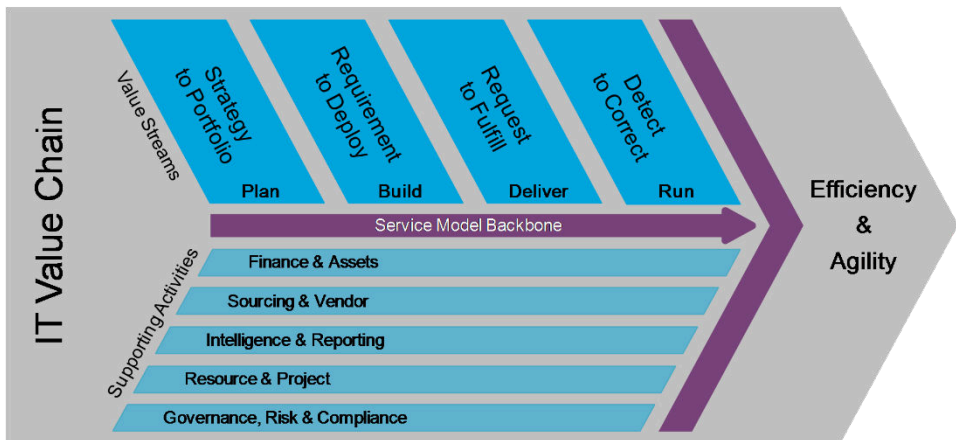 IT Value Chain
Value Streams
Strategy
to Portfolio
Plan
Requirement
to Deploy
Build
Request
to Fulfill
Deliver
Detect
to Correct
Run
Service Model Backbone
Efficiency
&
Agility
Supporting Activities
Finance & Assets
Sourcing & Vendor
Intelligence & Reporting
Resource & Project
Governance, Risk & Compliance